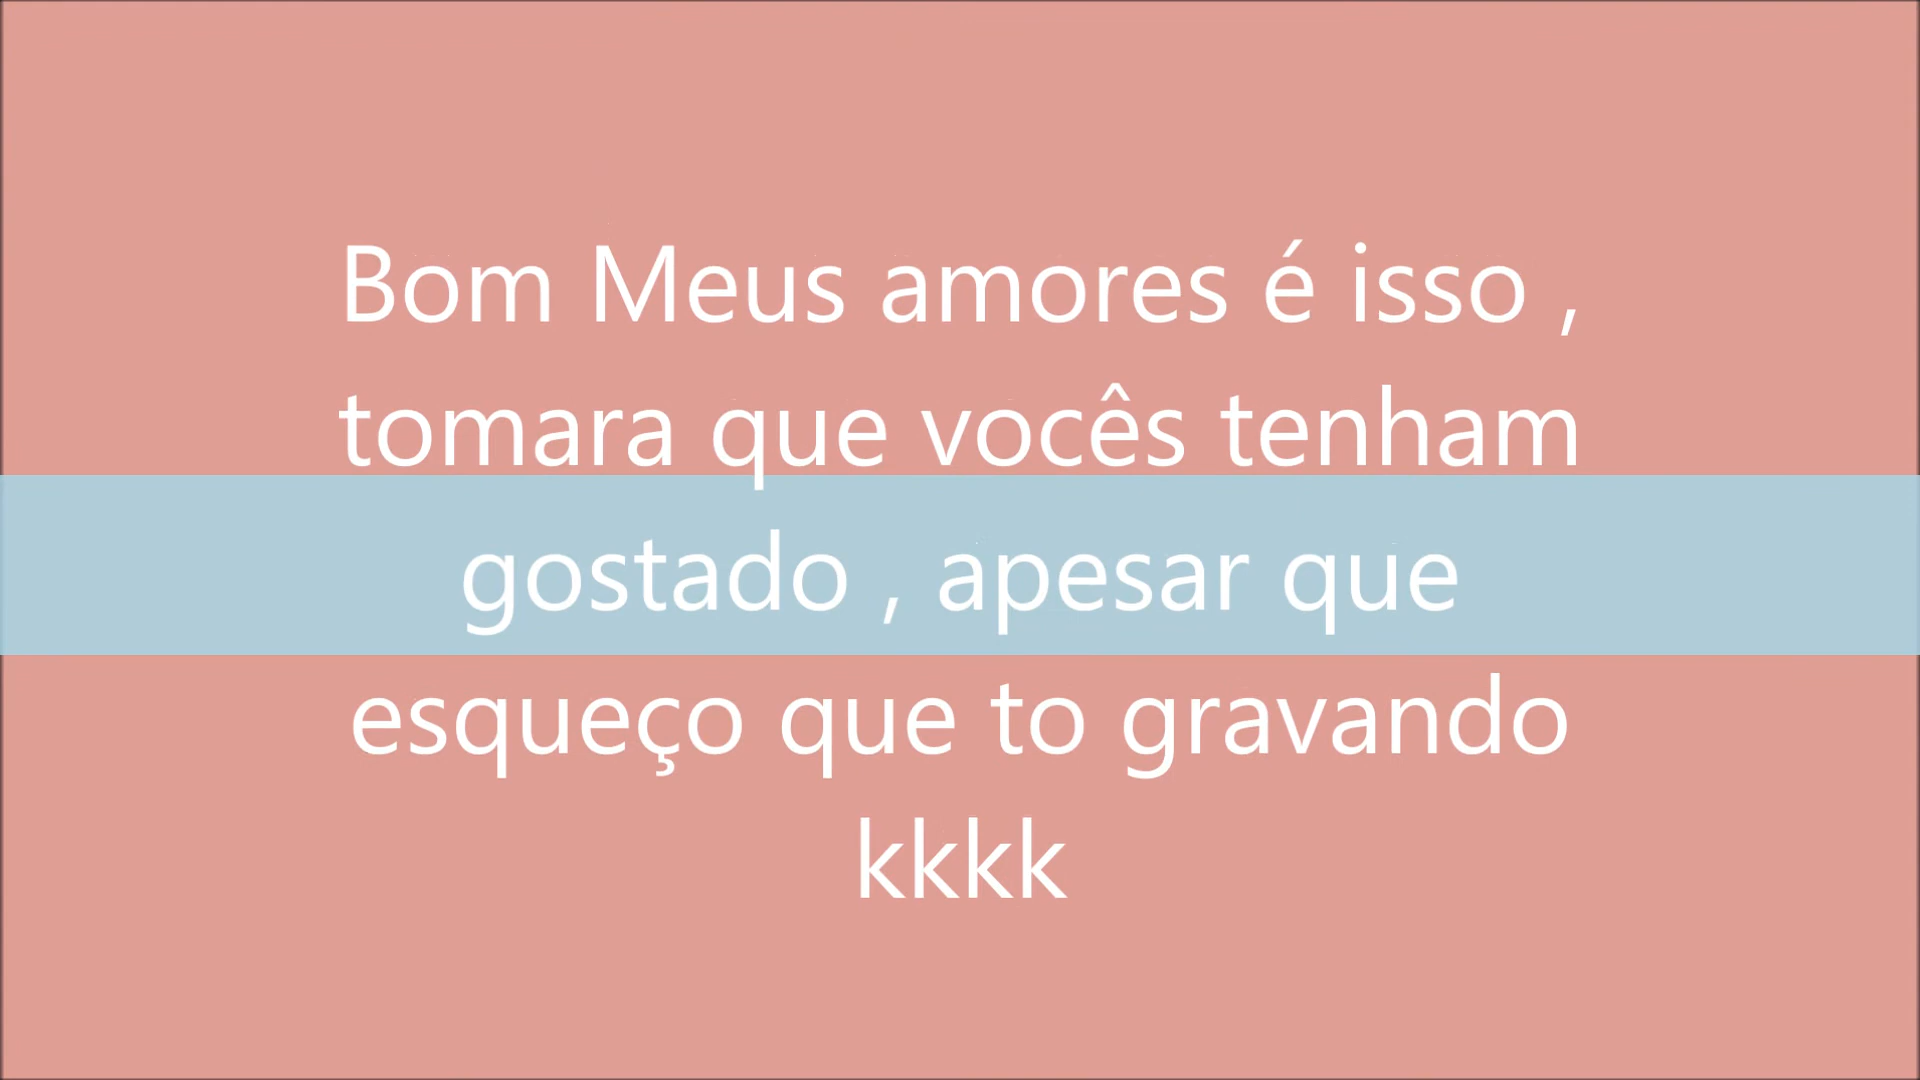 Bom Meus amores é isso ,
tomara que vocês tenham
gostado , apesar que
esqueço que to gravando
kkkk